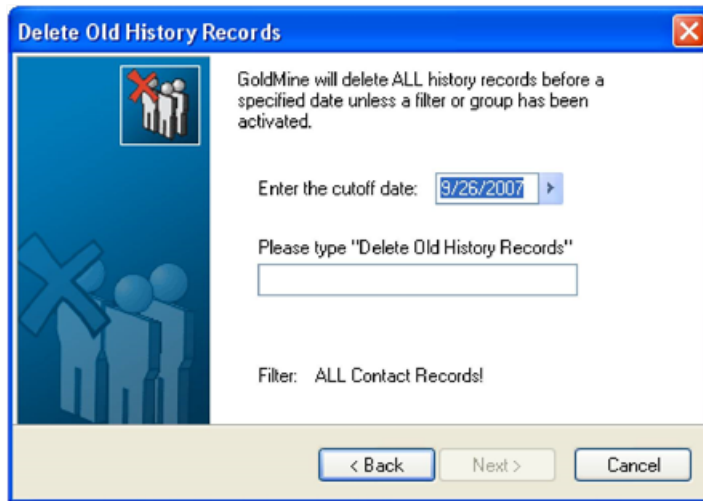 Delete Old History Records
GoldMine will delete ALL history records before a
specified date unless a filter or group has been
activated.
Enter the cutoff date: 9/26/2007
Please type "Delete Old History Records"
Filter: ALL Contact Records!
< Back Next > Cancel